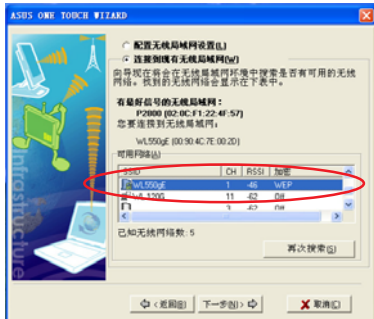 ASUS ONE TOUCH WIZARD
配置无线局域网设置(L)
连接到现有无线局域网(W)
向导现在将会在无线局域网环境中搜索是否有可用的无线
网络。找到的无线网络会显示在下表中。
有最好信号的无线局域网：
P2800 (02:0C:F1:22:4F:57)
您要连接到无线局域网：
WL550gE (00:90:4C:7E:00:2D)
可用网络(A)
SSID CH RSSI 加密
WL550gE 1 -46 WEP
WL-120G 11 -62 Off
3 -62 Off
已知无线网络数：5
再次搜索(S)
Infrastructure
< 返回(B) 下一步(N) > 取消(C)